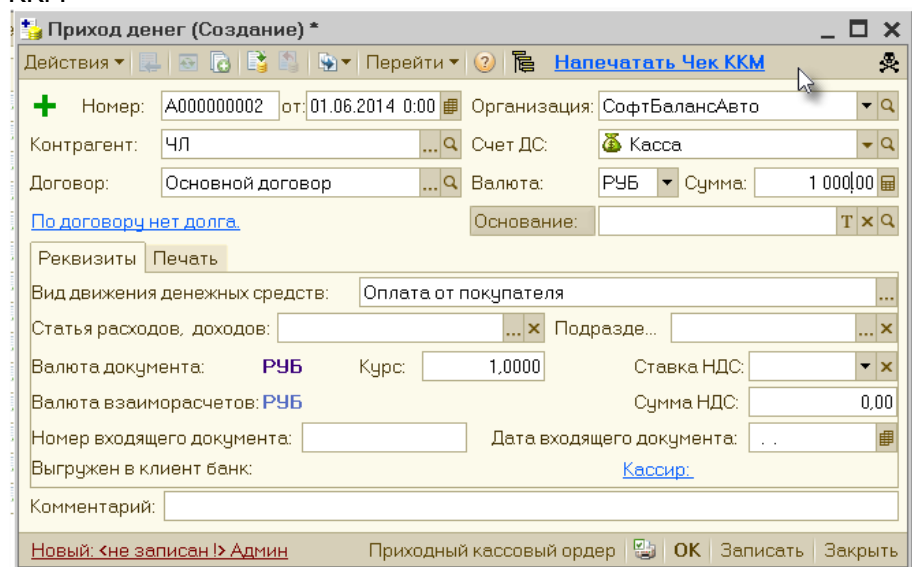 Приход денег (Создание) *
Действия Перейти Напечатать Чек ККМ
Номер: А000000002 от: 01.06.2014 0:00 Организация: СофтБалансАвто
Контрагент: ЧЛ ... Счет ДС: Касса
Договор: Основной договор ... Валюта: РУБ Сумма: 1 000,00
По договору нет долга. Основание: T
Реквизиты Печать
Вид движения денежных средств: Оплата от покупателя ...
Статья расходов, доходов: ... Подразде... ...
Валюта документа: РУБ Курс: 1,0000 Ставка НДС:
Валюта взаиморасчетов: РУБ Сумма НДС: 0,00
Номер входящего документа: Дата входящего документа: . .
Выгружен в клиент банк: Кассир:
Комментарий:
Новый: <не записан !> Админ Приходный кассовый ордер OK Записать Закрыть